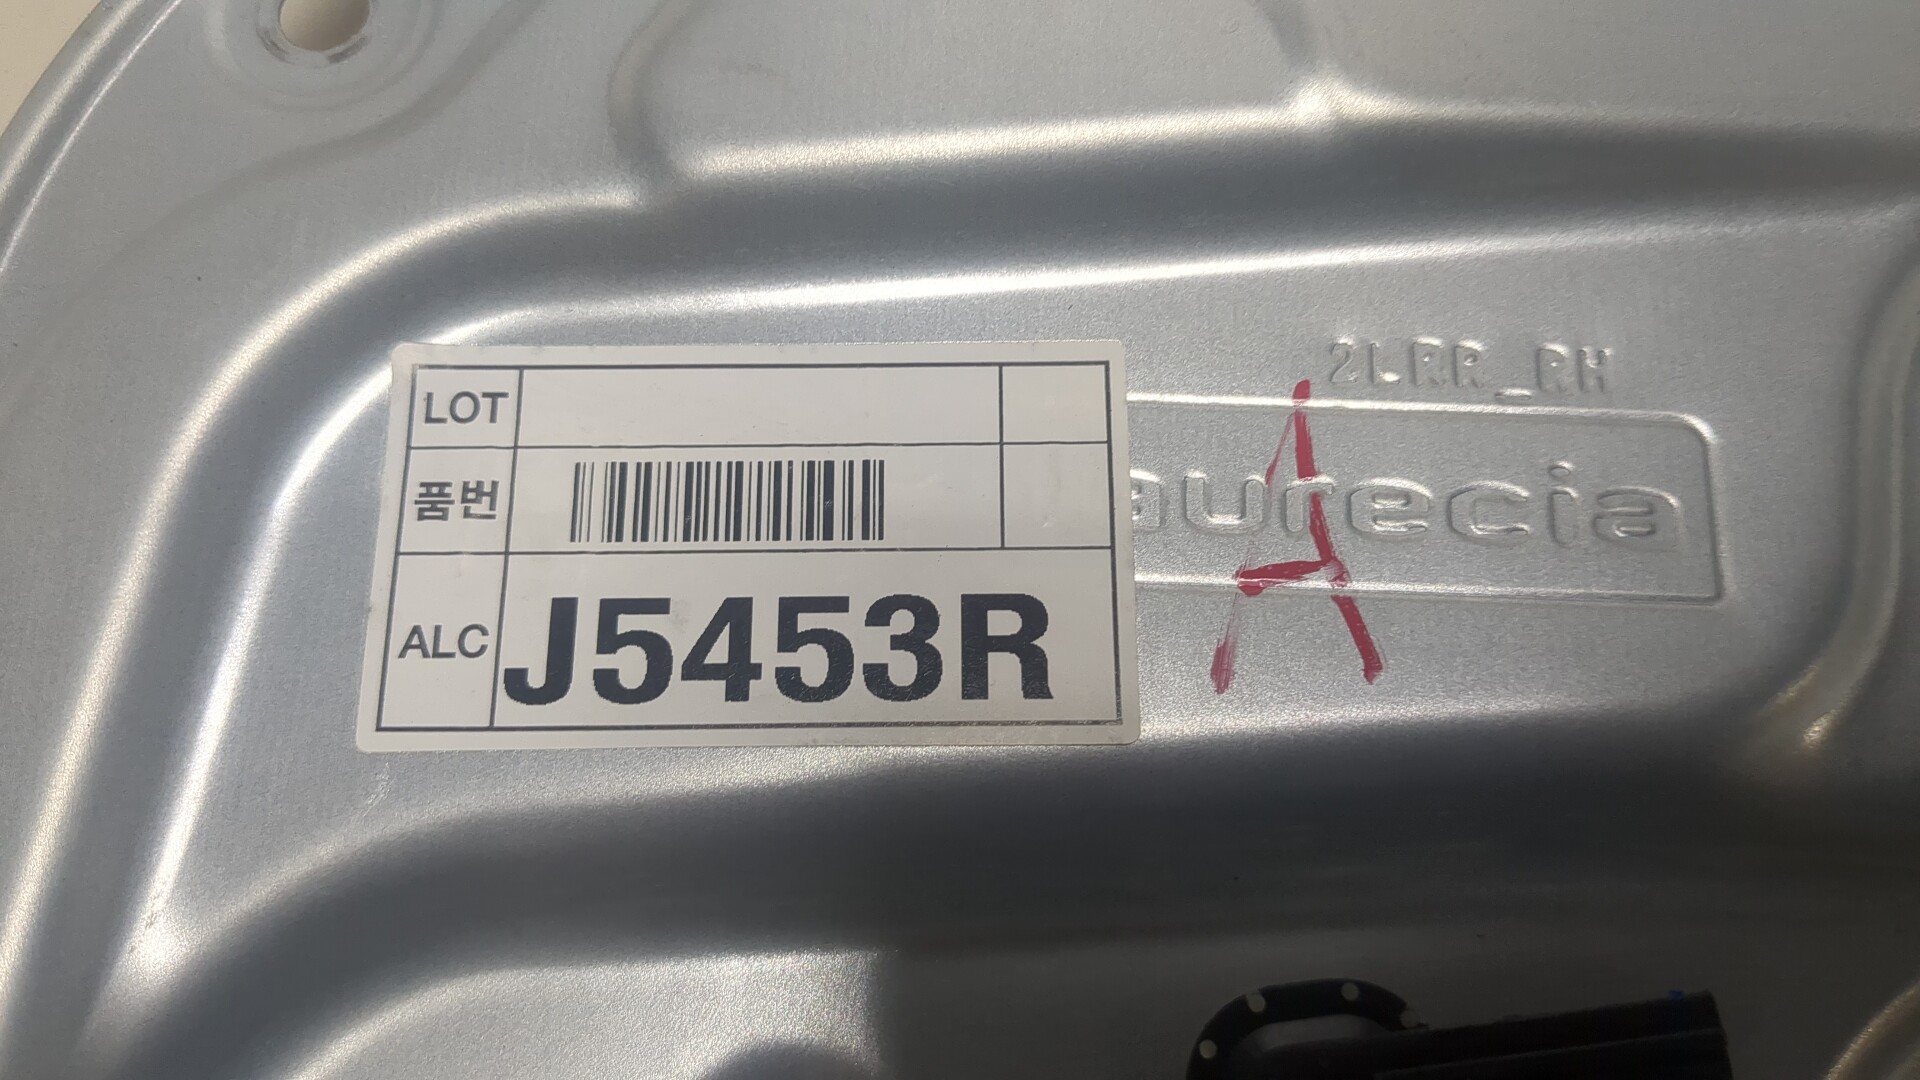 2LRR_RH
LOT
품번
aurecia
ALC J5453R
A